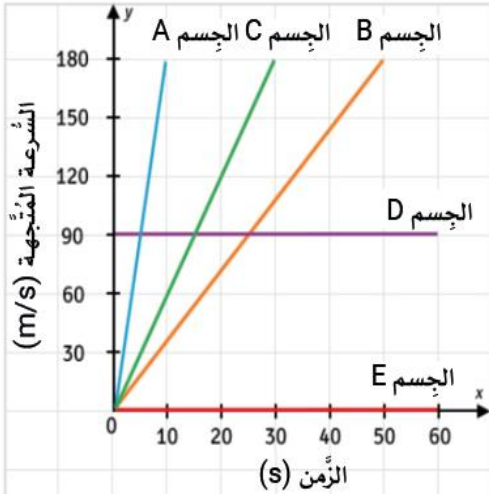 y
الجِسم A
الجِسم C
الجِسم B
180
150
120
90
60
30
0
الجِسم D
الجِسم E
x
10 20 30 40 50 60
السُّرعة المُتَّجهة (m/s)
الزَّمن (s)